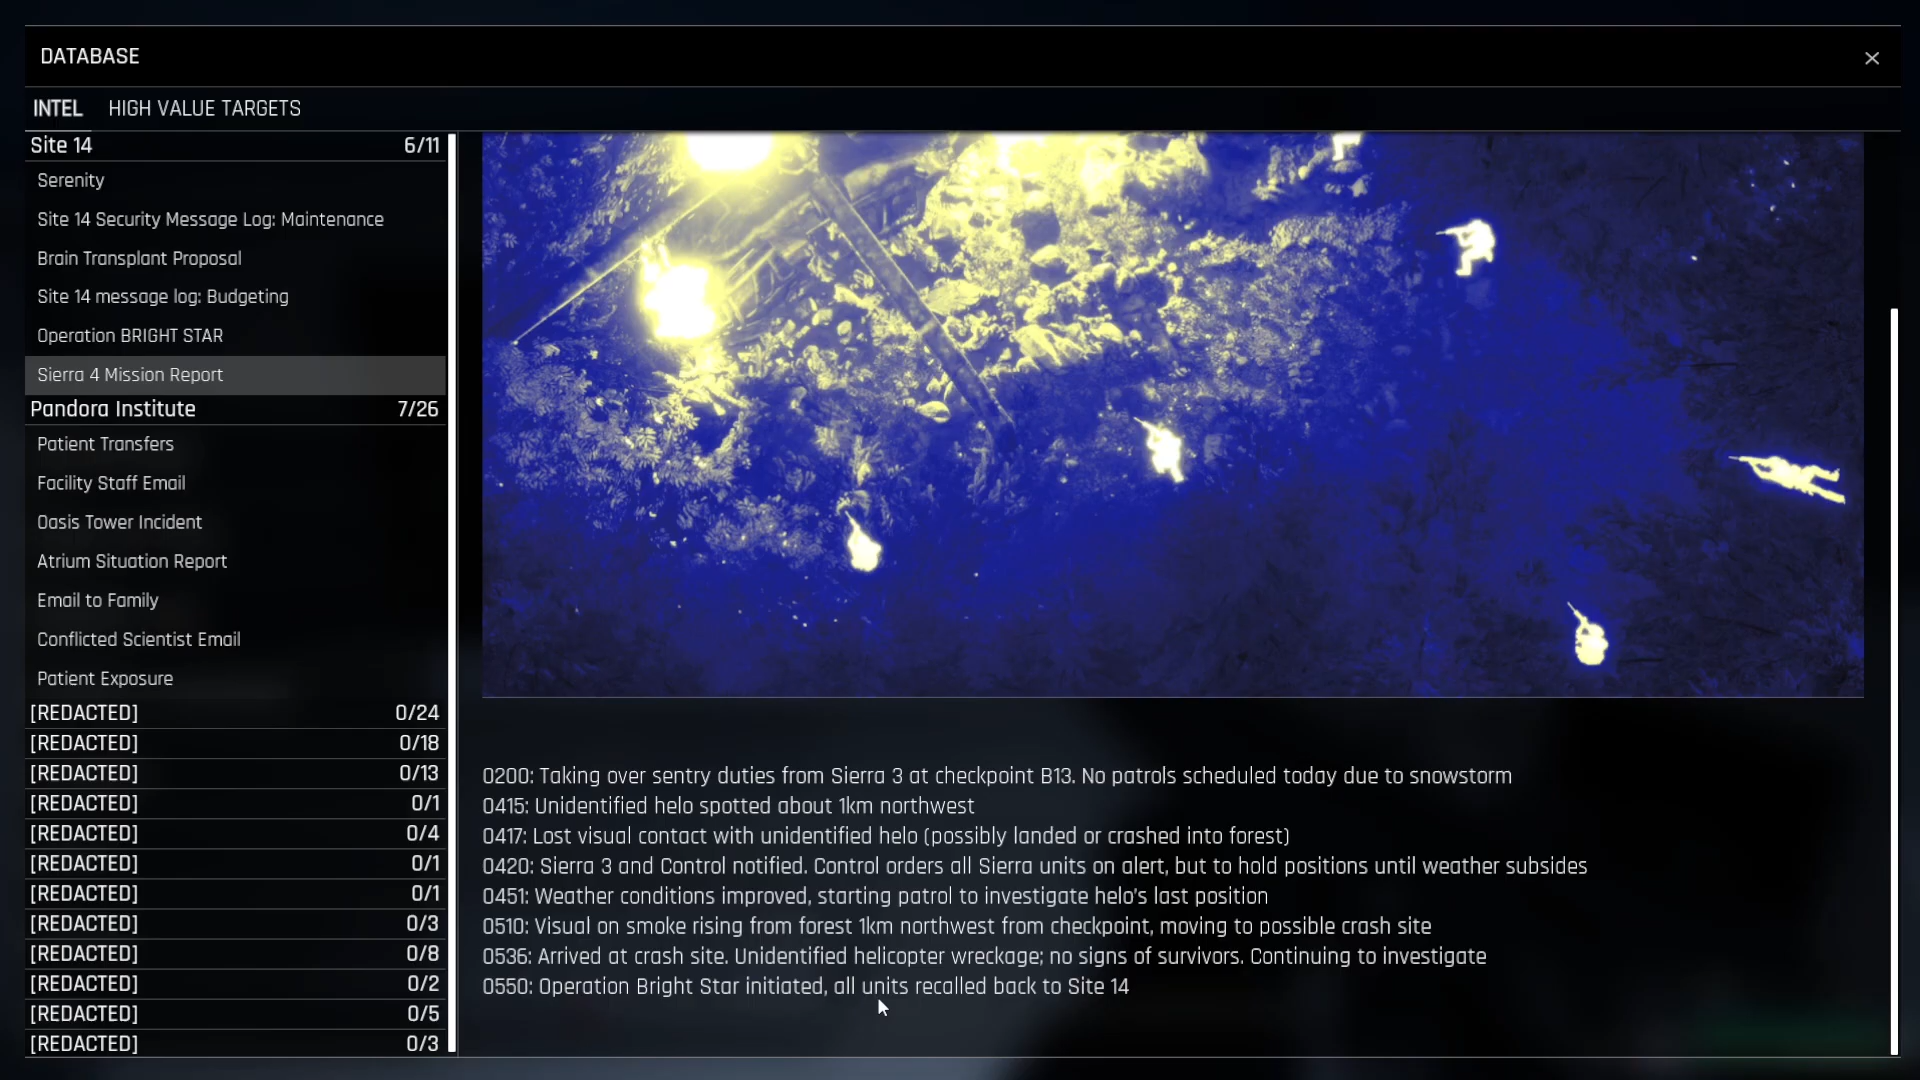 DATABASE
INTEL HIGH VALUE TARGETS
Site 14 6/11
Serenity
Site 14 Security Message Log: Maintenance
Brain Transplant Proposal
Site 14 message log: Budgeting
Operation BRIGHT STAR
Sierra 4 Mission Report
Pandora Institute 7/26
Patient Transfers
Facility Staff Email
Oasis Tower Incident
Atrium Situation Report
Email to Family
Conflicted Scientist Email
Patient Exposure
[REDACTED] 0/24
[REDACTED] 0/18
[REDACTED] 0/13
[REDACTED] 0/1
[REDACTED] 0/4
[REDACTED] 0/1
[REDACTED] 0/1
[REDACTED] 0/3
[REDACTED] 0/8
[REDACTED] 0/2
[REDACTED] 0/5
[REDACTED] 0/3
0200: Taking over sentry duties from Sierra 3 at checkpoint B13. No patrols scheduled today due to snowstorm
0415: Unidentified helo spotted about 1km northwest
0417: Lost visual contact with unidentified helo (possibly landed or crashed into forest)
0420: Sierra 3 and Control notified. Control orders all Sierra units on alert, but to hold positions until weather subsides
0451: Weather conditions improved, starting patrol to investigate helo's last position
0510: Visual on smoke rising from forest 1km northwest from checkpoint, moving to possible crash site
0536: Arrived at crash site. Unidentified helicopter wreckage; no signs of survivors. Continuing to investigate
0550: Operation Bright Star initiated, all units recalled back to Site 14